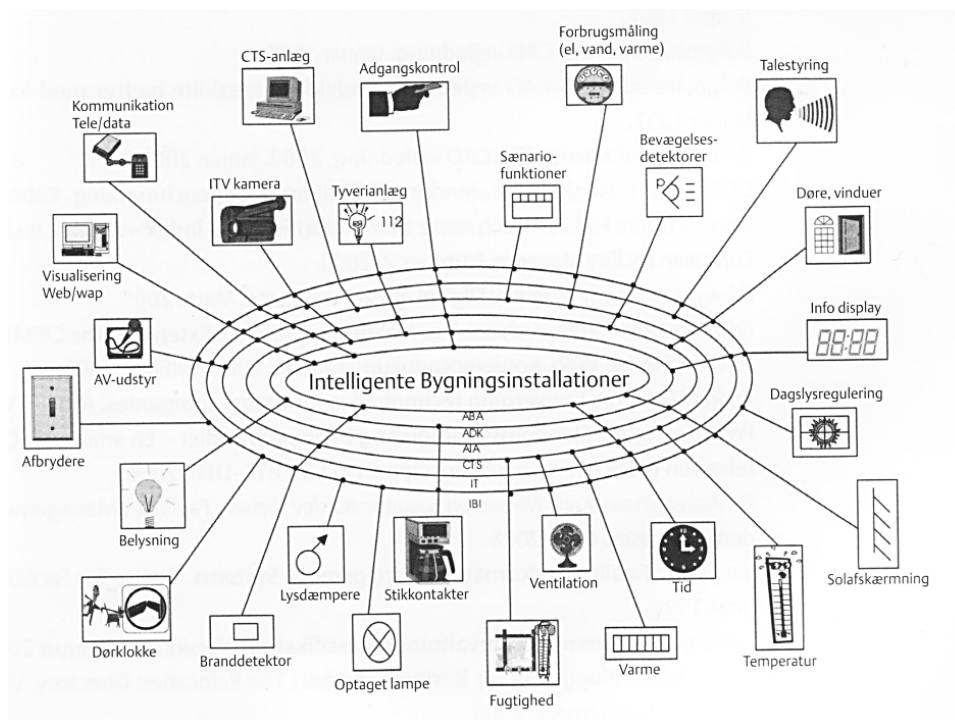 Forbrugsmåling
(el, vand, varme)
CTS-anlæg
Adgangskontrol
Talestyring
Kommunikation
Tele/data
Bevægelses-
detektorer
Sænario-
funktioner
ITV kamera
Tyverianlæg
112
P
Døre, vinduer
Visualisering
Web/wap
Info display
88:88
AV-udstyr
Intelligente Bygningsinstallationer
Dagslysregulering
ABA
ADK
AIA
CTS
IT
IBI
Afbrydere
Belysning
Lysdæmpere
Stikkontakter
Ventilation
Tid
Solafskærmning
Dørklokke
Branddetektor
Optaget lampe
Fugtighed
Varme
Temperatur